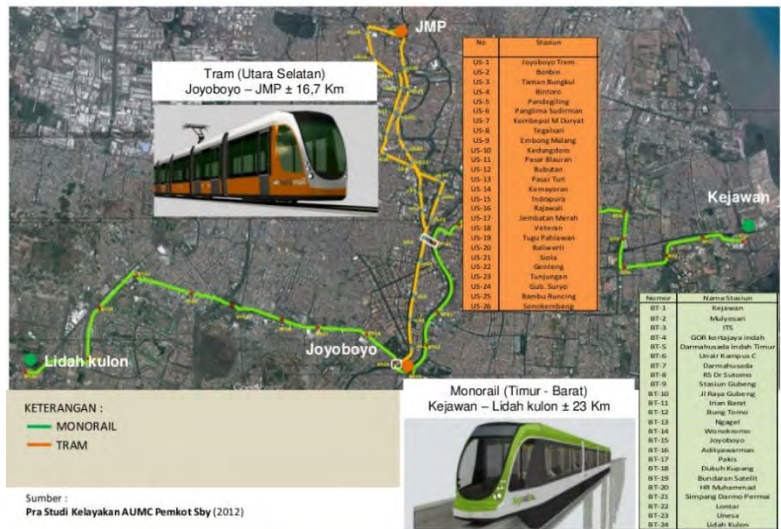 JMP
Tram (Utara Selatan)
Joyoboyo – JMP ± 16,7 Km
No Stasiun
US-1 Joyoboyo Tram
US-2 Bonbin
US-3 Taman Bungkul
US-4 Bintoro
US-5 Pandegiling
US-6 Panglima Sudirman
US-7 Kombepol M Duryat
US-8 Tegalsari
US-9 Embong Malang
US-10 Kedungdoro
US-11 Pasar Blauran
US-12 Bubutan
US-13 Pasar Turi
US-14 Kemayoran
US-15 Indrapura
US-16 Rajawali
US-17 Jembatan Merah
US-18 Veteran
US-19 Tugu Pahlawan
US-20 Baliwerti
US-21 Siola
US-22 Genteng
US-23 Tunjungan
US-24 Gub. Suryo
US-25 Bambu Runcing
US-26 Sonokembang
Kejawan
Joyoboyo
Lidah kulon
Nomor Nama Stasiun
BT-1 Kejawan
BT-2 Mulyosari
BT-3 ITS
BT-4 GOR kertajaya indah
BT-5 Darmahusada Indah Timur
BT-6 Unair Kampus C
BT-7 Darmahusada
BT-8 RS Dr Sutomo
BT-9 Stasiun Gubeng
BT-10 Jl Raya Gubeng
BT-11 Irian Barat
BT-12 Bung Tomo
BT-13 Ngagel
BT-14 Wonokromo
BT-15 Joyoboyo
BT-16 Adityawarman
BT-17 Pakis
BT-18 Dukuh Kupang
BT-19 Bundaran Satelit
BT-20 HR Muhammad
BT-21 Simpang Darmo Permai
BT-22 Lontar
BT-23 Unesa
BT-24 Lidah Kulon
Monorail (Timur - Barat)
Kejawan – Lidah kulon ± 23 Km
KETERANGAN :
MONORAIL
TRAM
Sumber :
Pra Studi Kelayakan AUMC Pemkot Sby (2012)